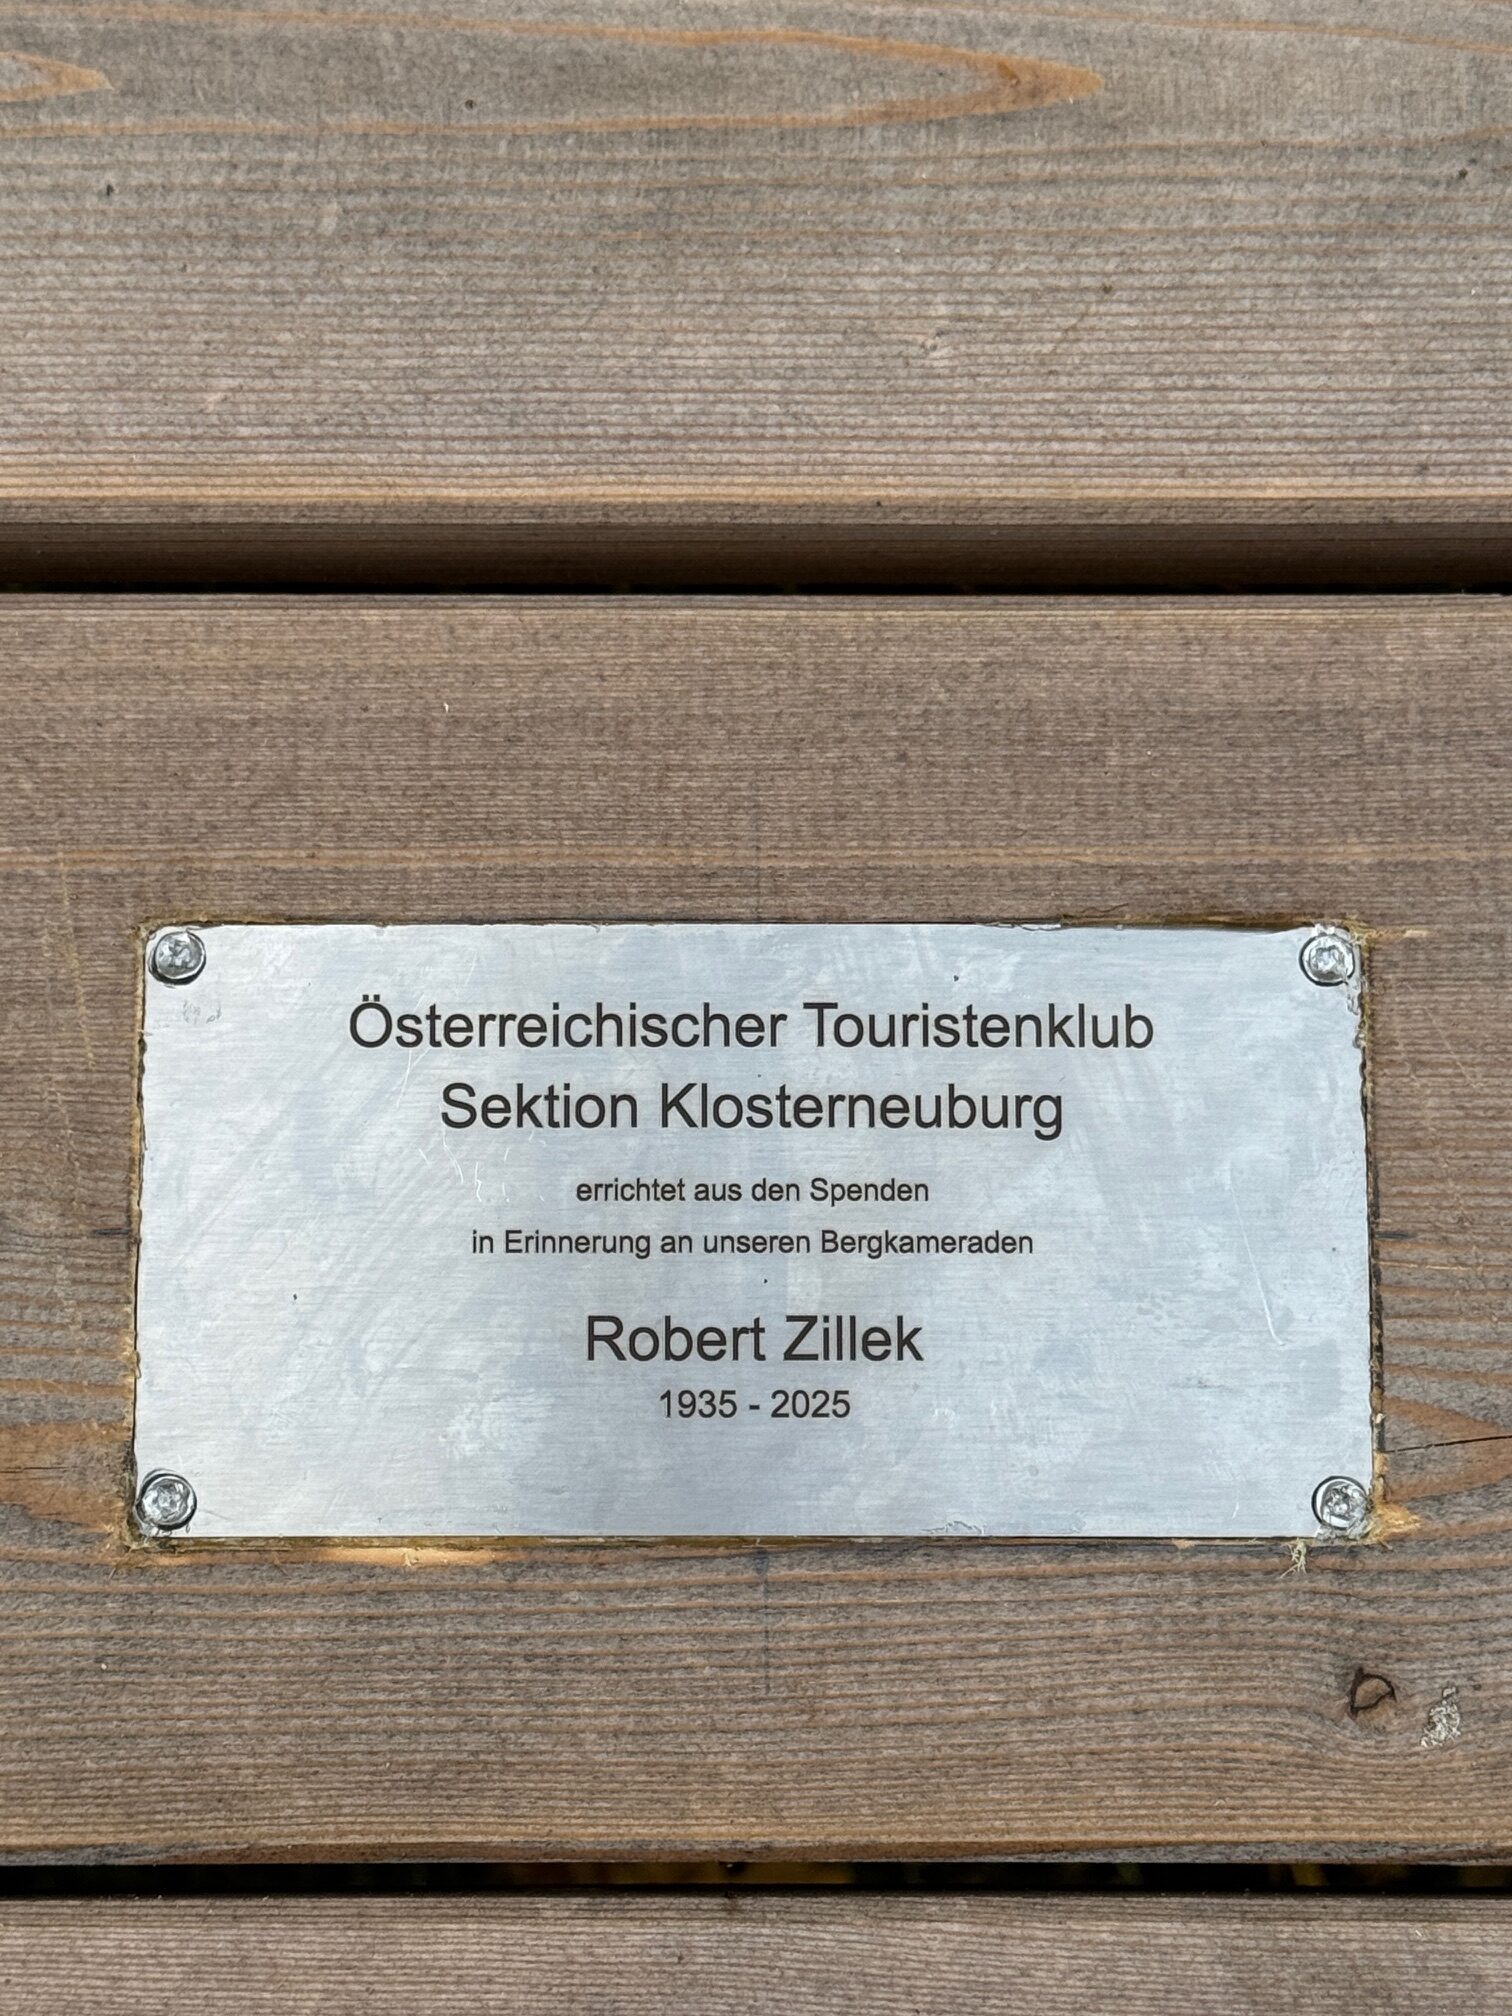 Österreichischer Touristenklub
Sektion Klosterneuburg
errichtet aus den Spenden
in Erinnerung an unseren Bergkameraden
Robert Zillek
1935 - 2025